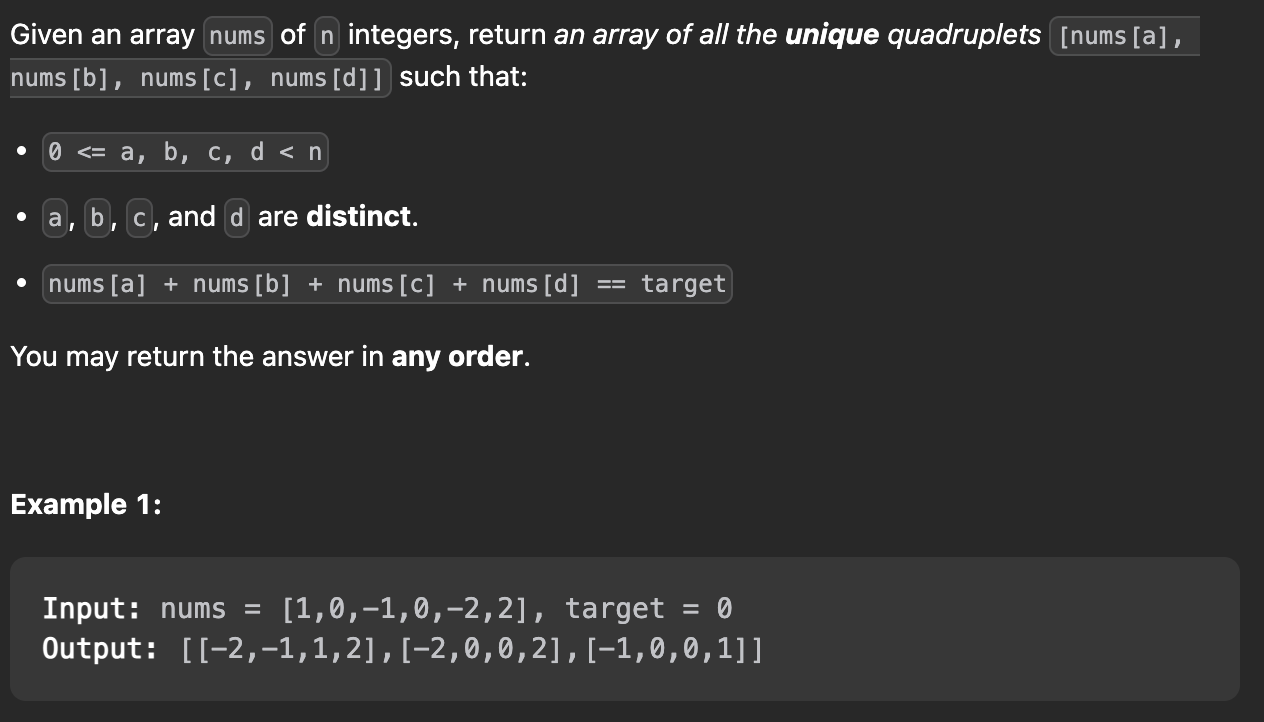 Given an array nums of n integers, return an array of all the unique quadruplets [nums[a],
nums[b], nums[c], nums[d]] such that:
• 0 <= a, b, c, d < n
• a, b, c, and d are distinct.
• nums[a] + nums[b] + nums[c] + nums[d] == target
You may return the answer in any order.
Example 1:
Input: nums = [1,0,-1,0,-2,2], target = 0
Output: [[-2,-1,1,2],[-2,0,0,2],[-1,0,0,1]]